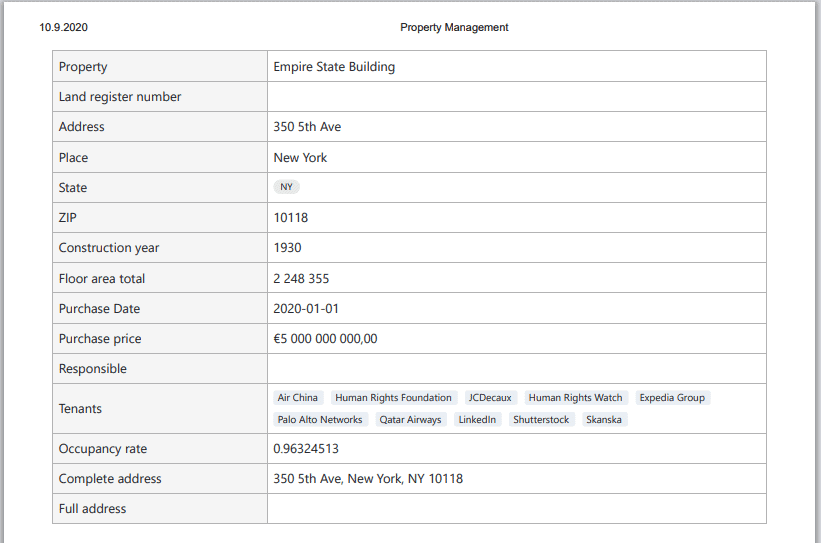 10.9.2020 Property Management
Property Empire State Building
Land register number
Address 350 5th Ave
Place New York
State NY
ZIP 10118
Construction year 1930
Floor area total 2 248 355
Purchase Date 2020-01-01
Purchase price €5 000 000 000,00
Responsible
Tenants
Air China Human Rights Foundation JCDecaux Human Rights Watch Expedia Group
Palo Alto Networks Qatar Airways LinkedIn Shutterstock Skanska
Occupancy rate 0.96324513
Complete address 350 5th Ave, New York, NY 10118
Full address